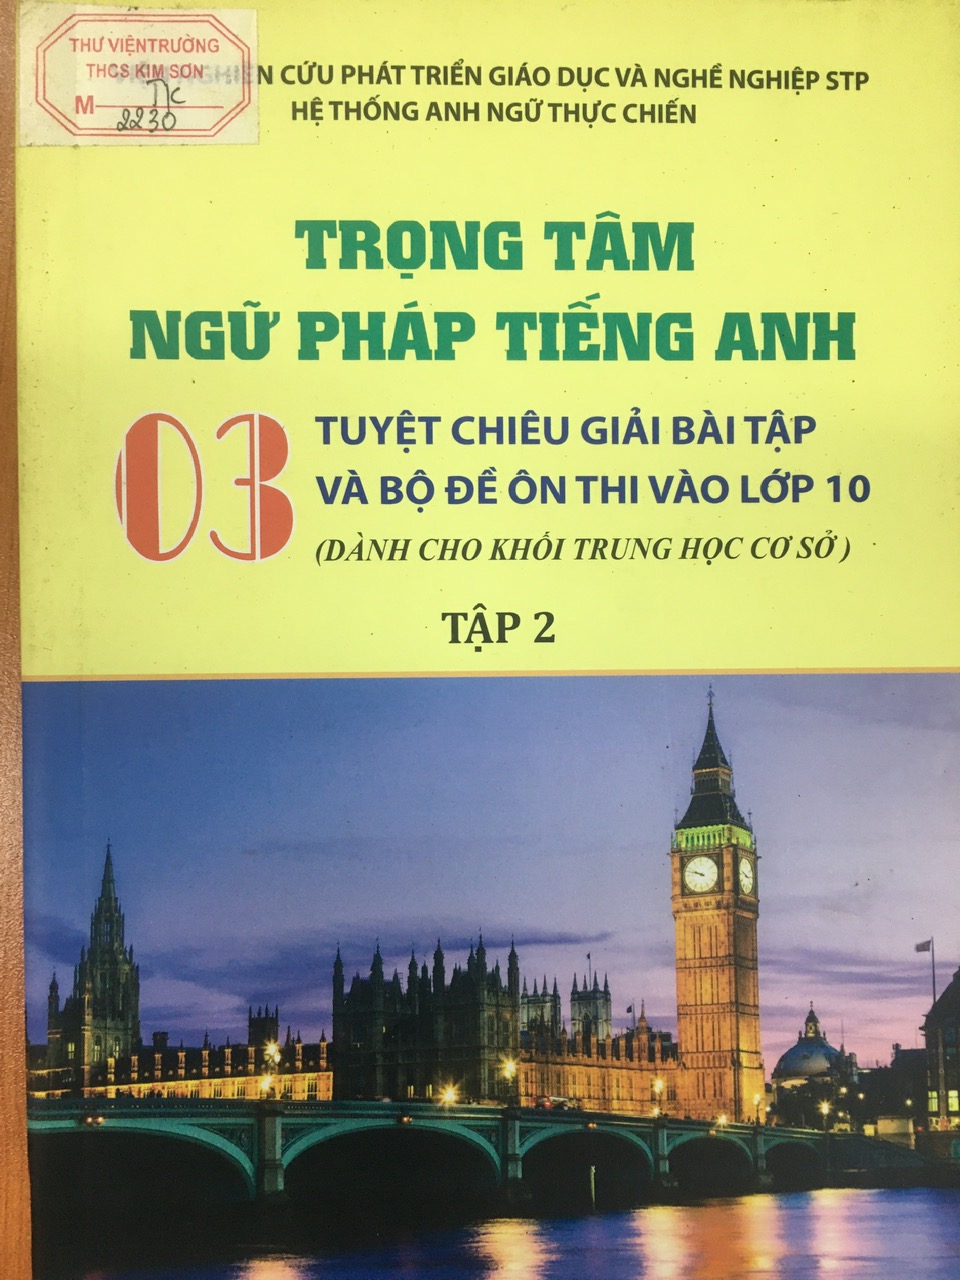 THƯ VIỆN TRƯỜNG
THCS KIM SƠN
M TK
2230
NGHIÊN CỨU PHÁT TRIỂN GIÁO DỤC VÀ NGHỀ NGHIỆP STP
HỆ THỐNG ANH NGỮ THỰC CHIẾN
TRỌNG TÂM
NGỮ PHÁP TIẾNG ANH
03 TUYỆT CHIÊU GIẢI BÀI TẬP
VÀ BỘ ĐỀ ÔN THI VÀO LỚP 10
(DÀNH CHO KHỐI TRUNG HỌC CƠ SỞ)
TẬP 2